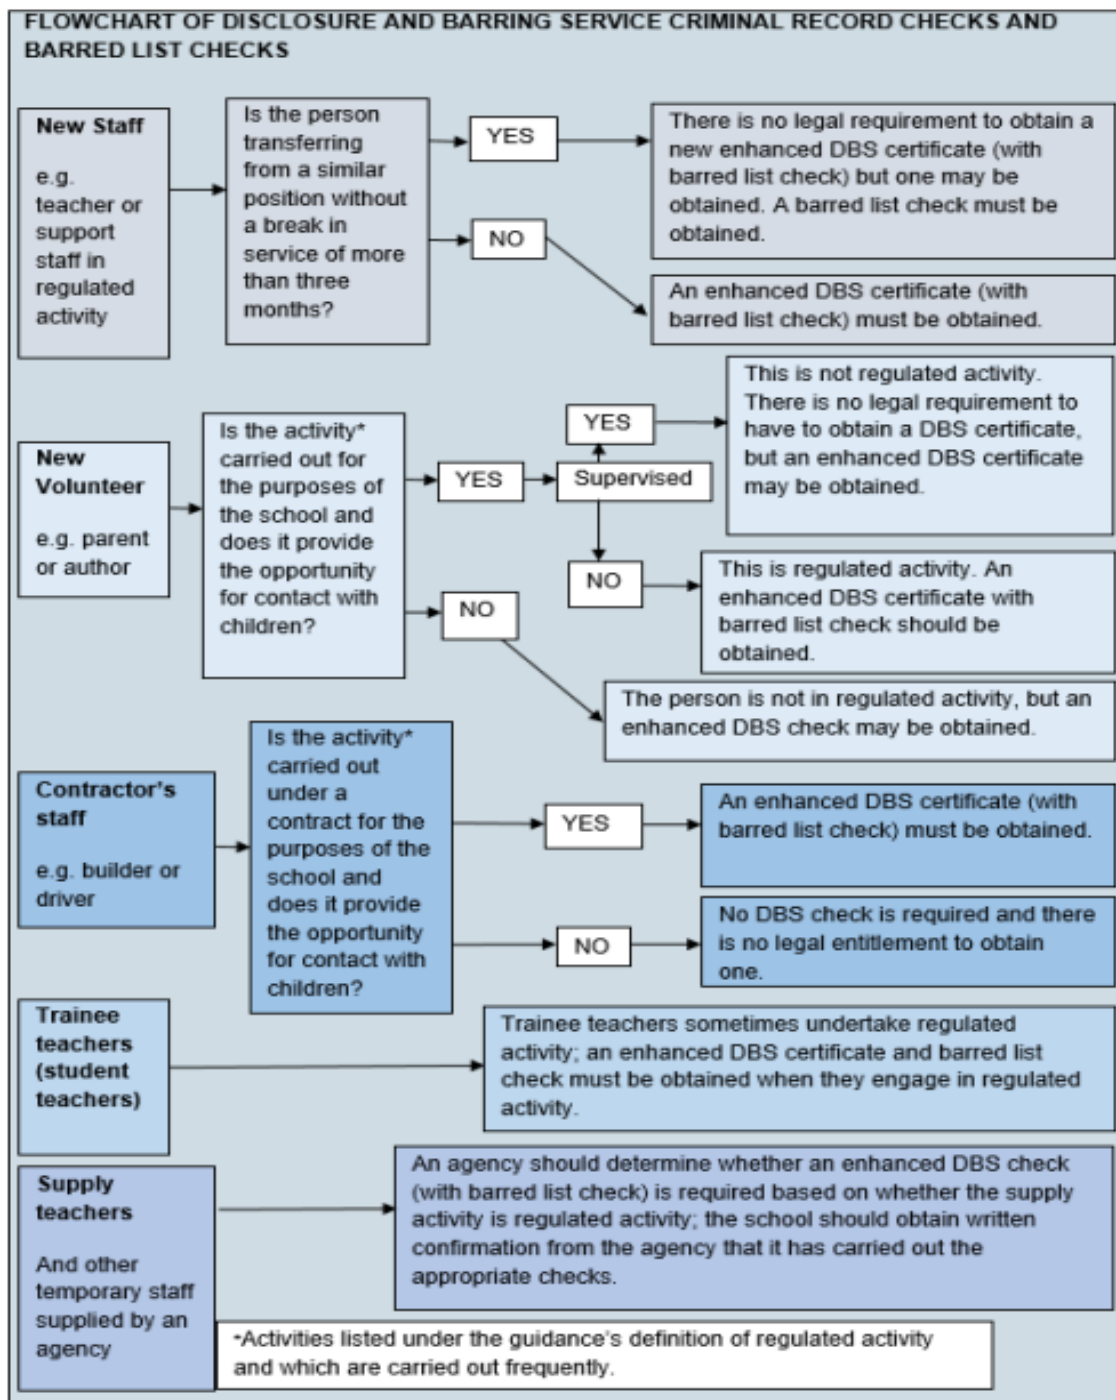 FLOWCHART OF DISCLOSURE AND BARRING SERVICE CRIMINAL RECORD CHECKS AND
BARRED LIST CHECKS
New Staff
e.g.
teacher or
support
staff in
regulated
activity
Is the person
transferring
from a similar
position without
a break in
service of more
than three
months?
YES
There is no legal requirement to obtain a
new enhanced DBS certificate (with
barred list check) but one may be
obtained. A barred list check must be
obtained.
NO
An enhanced DBS certificate (with
barred list check) must be obtained.
New
Volunteer
e.g. parent
or author
Is the activity*
carried out for
the purposes of
the school and
does it provide
the opportunity
for contact with
children?
YES
Supervised
YES
This is not regulated activity.
There is no legal requirement to
have to obtain a DBS certificate,
but an enhanced DBS certificate
may be obtained.
NO
This is regulated activity. An
enhanced DBS certificate with
barred list check should be
obtained.
NO
The person is not in regulated activity, but an
enhanced DBS check may be obtained.
Contractor's
staff
e.g. builder or
driver
Is the activity*
carried out
under a
contract for the
purposes of the
school and
does it provide
the opportunity
for contact with
children?
YES
An enhanced DBS certificate (with
barred list check) must be obtained.
NO
No DBS check is required and there
is no legal entitlement to obtain
one.
Trainee
teachers
(student
teachers)
Trainee teachers sometimes undertake regulated
activity; an enhanced DBS certificate and barred list
check must be obtained when they engage in regulated
activity.
Supply
teachers
And other
temporary staff
supplied by an
agency
An agency should determine whether an enhanced DBS check
(with barred list check) is required based on whether the supply
activity is regulated activity; the school should obtain written
confirmation from the agency that it has carried out the
appropriate checks.
*Activities listed under the guidance's definition of regulated activity
and which are carried out frequently.